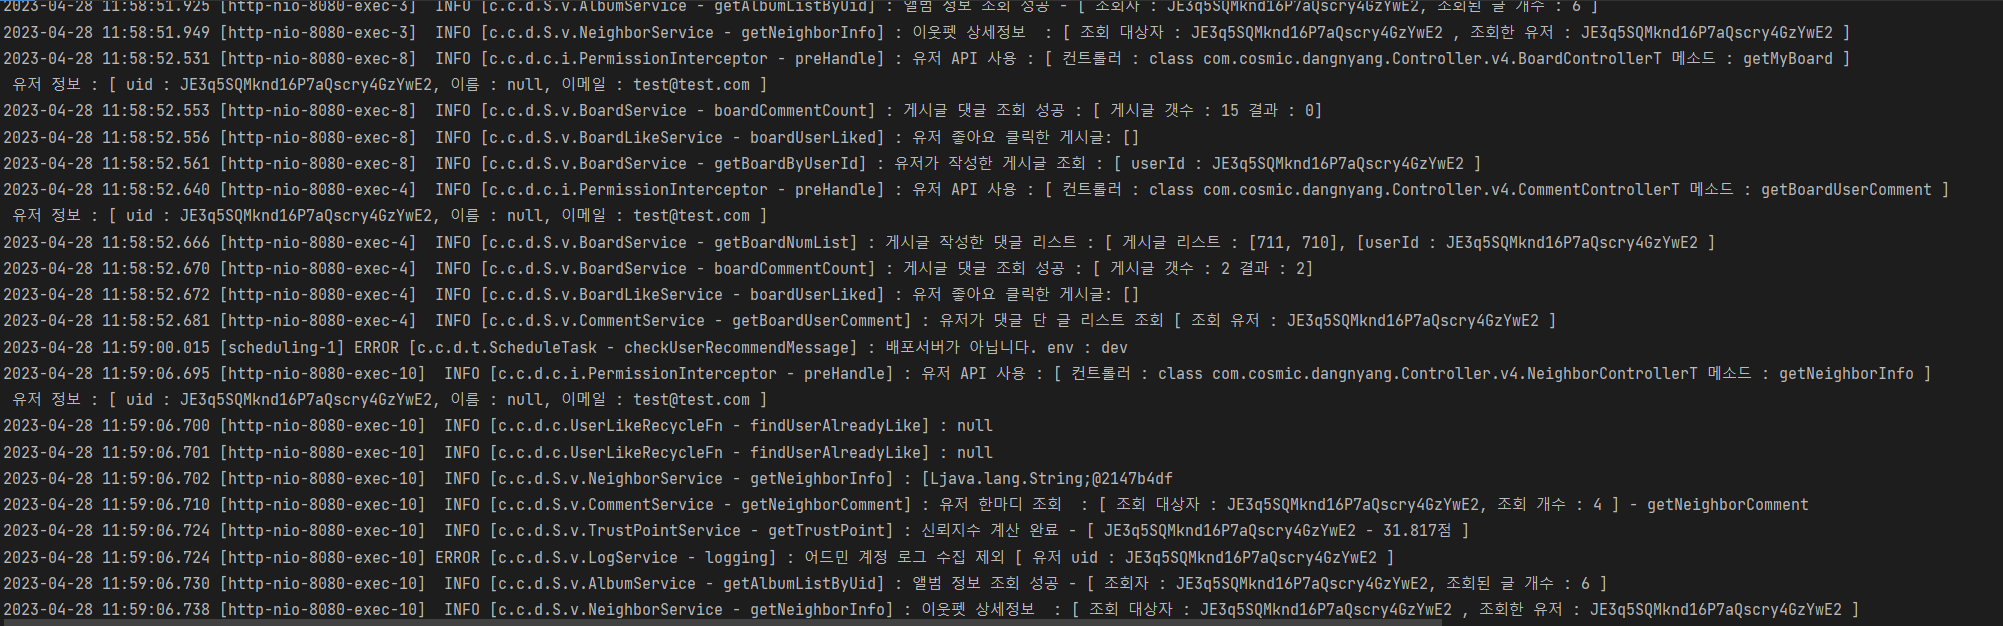 2023-04-28 11:58:51.925 [http-nio-8080-exec-3]  INFO [c.c.d.S.v.AlbumService - getAlbumListByUid] : 앨범 정보 조회 성공 - [ 조회자 : JE3q5SQMknd16P7aQscry4GzYwE2, 조회된 글 개수 : 6 ]
2023-04-28 11:58:51.949 [http-nio-8080-exec-3]  INFO [c.c.d.S.v.NeighborService - getNeighborInfo] : 이웃펫 상세정보  : [ 조회 대상자 : JE3q5SQMknd16P7aQscry4GzYwE2 , 조회한 유저 : JE3q5SQMknd16P7aQscry4GzYwE2 ]
2023-04-28 11:58:52.531 [http-nio-8080-exec-8]  INFO [c.c.d.c.i.PermissionInterceptor - preHandle] : 유저 API 사용 : [ 컨트롤러 : class com.cosmic.dangnyang.Controller.v4.BoardControllerT 메소드 : getMyBoard ]
 유저 정보 : [ uid : JE3q5SQMknd16P7aQscry4GzYwE2, 이름 : null, 이메일 : test@test.com ]
2023-04-28 11:58:52.553 [http-nio-8080-exec-8]  INFO [c.c.d.S.v.BoardService - boardCommentCount] : 게시글 댓글 조회 성공 : [ 게시글 갯수 : 15 결과 : 0]
2023-04-28 11:58:52.556 [http-nio-8080-exec-8]  INFO [c.c.d.S.v.BoardLikeService - boardUserLiked] : 유저 좋아요 클릭한 게시글: []
2023-04-28 11:58:52.561 [http-nio-8080-exec-8]  INFO [c.c.d.S.v.BoardService - getBoardByUserId] : 유저가 작성한 게시글 조회 : [ userId : JE3q5SQMknd16P7aQscry4GzYwE2 ]
2023-04-28 11:58:52.640 [http-nio-8080-exec-4]  INFO [c.c.d.c.i.PermissionInterceptor - preHandle] : 유저 API 사용 : [ 컨트롤러 : class com.cosmic.dangnyang.Controller.v4.CommentControllerT 메소드 : getBoardUserComment ]
 유저 정보 : [ uid : JE3q5SQMknd16P7aQscry4GzYwE2, 이름 : null, 이메일 : test@test.com ]
2023-04-28 11:58:52.666 [http-nio-8080-exec-4]  INFO [c.c.d.S.v.BoardService - getBoardNumList] : 게시글 작성한 댓글 리스트 : [ 게시글 리스트 : [711, 710], [userId : JE3q5SQMknd16P7aQscry4GzYwE2 ]
2023-04-28 11:58:52.670 [http-nio-8080-exec-4]  INFO [c.c.d.S.v.BoardService - boardCommentCount] : 게시글 댓글 조회 성공 : [ 게시글 갯수 : 2 결과 : 2]
2023-04-28 11:58:52.672 [http-nio-8080-exec-4]  INFO [c.c.d.S.v.BoardLikeService - boardUserLiked] : 유저 좋아요 클릭한 게시글: []
2023-04-28 11:58:52.681 [http-nio-8080-exec-4]  INFO [c.c.d.S.v.CommentService - getBoardUserComment] : 유저가 댓글 단 글 리스트 조회 [ 조회 유저 : JE3q5SQMknd16P7aQscry4GzYwE2 ]
2023-04-28 11:59:00.015 [scheduling-1] ERROR [c.c.d.t.ScheduleTask - checkUserRecommendMessage] : 배포서버가 아닙니다. env : dev
2023-04-28 11:59:06.695 [http-nio-8080-exec-10]  INFO [c.c.d.c.i.PermissionInterceptor - preHandle] : 유저 API 사용 : [ 컨트롤러 : class com.cosmic.dangnyang.Controller.v4.NeighborControllerT 메소드 : getNeighborInfo ]
 유저 정보 : [ uid : JE3q5SQMknd16P7aQscry4GzYwE2, 이름 : null, 이메일 : test@test.com ]
2023-04-28 11:59:06.700 [http-nio-8080-exec-10]  INFO [c.c.d.c.UserLikeRecycleFn - findUserAlreadyLike] : null
2023-04-28 11:59:06.701 [http-nio-8080-exec-10]  INFO [c.c.d.c.UserLikeRecycleFn - findUserAlreadyLike] : null
2023-04-28 11:59:06.702 [http-nio-8080-exec-10]  INFO [c.c.d.S.v.NeighborService - getNeighborInfo] : [Ljava.lang.String;@2147b4df
2023-04-28 11:59:06.710 [http-nio-8080-exec-10]  INFO [c.c.d.S.v.CommentService - getNeighborComment] : 유저 한마디 조회  : [ 조회 대상자 : JE3q5SQMknd16P7aQscry4GzYwE2, 조회 개수 : 4 ] - getNeighborComment
2023-04-28 11:59:06.724 [http-nio-8080-exec-10]  INFO [c.c.d.S.v.TrustPointService - getTrustPoint] : 신뢰지수 계산 완료 - [ JE3q5SQMknd16P7aQscry4GzYwE2 - 31.817점 ]
2023-04-28 11:59:06.724 [http-nio-8080-exec-10] ERROR [c.c.d.S.v.LogService - logging] : 어드민 계정 로그 수집 제외 [ 유저 uid : JE3q5SQMknd16P7aQscry4GzYwE2 ]
2023-04-28 11:59:06.730 [http-nio-8080-exec-10]  INFO [c.c.d.S.v.AlbumService - getAlbumListByUid] : 앨범 정보 조회 성공 - [ 조회자 : JE3q5SQMknd16P7aQscry4GzYwE2, 조회된 글 개수 : 6 ]
2023-04-28 11:59:06.738 [http-nio-8080-exec-10]  INFO [c.c.d.S.v.NeighborService - getNeighborInfo] : 이웃펫 상세정보  : [ 조회 대상자 : JE3q5SQMknd16P7aQscry4GzYwE2 , 조회한 유저 : JE3q5SQMknd16P7aQscry4GzYwE2 ]